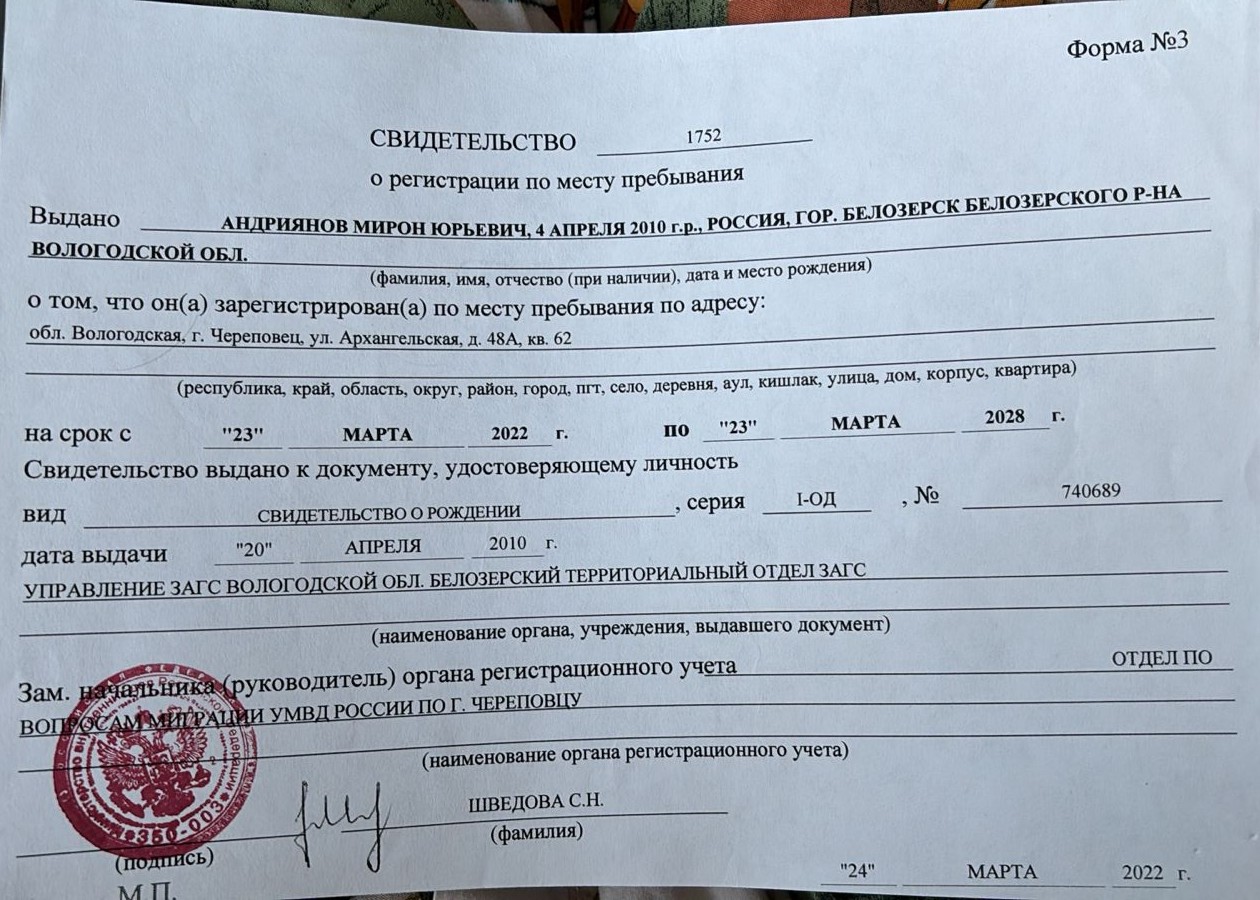 Форма №3
СВИДЕТЕЛЬСТВО 1752
о регистрации по месту пребывания
Выдано АНДРИЯНОВ МИРОН ЮРЬЕВИЧ, 4 АПРЕЛЯ 2010 г.р., РОССИЯ, ГОР. БЕЛОЗЕРСК БЕЛОЗЕРСКОГО Р-НА
ВОЛОГОДСКОЙ ОБЛ.
(фамилия, имя, отчество (при наличии), дата и место рождения)
о том, что он(а) зарегистрирован(а) по месту пребывания по адресу:
обл. Вологодская, г. Череповец, ул. Архангельская, д. 48А, кв. 62
(республика, край, область, округ, район, город, пгт, село, деревня, аул, кишлак, улица, дом, корпус, квартира)
на срок с "23" МАРТА 2022 г. по "23" МАРТА 2028 г.
Свидетельство выдано к документу, удостоверяющему личность
вид СВИДЕТЕЛЬСТВО О РОЖДЕНИИ, серия I-ОД, № 740689
дата выдачи "20" АПРЕЛЯ 2010 г.
УПРАВЛЕНИЕ ЗАГС ВОЛОГОДСКОЙ ОБЛ. БЕЛОЗЕРСКИЙ ТЕРРИТОРИАЛЬНЫЙ ОТДЕЛ ЗАГС
(наименование органа, учреждения, выдавшего документ)
Зам. начальника (руководитель) органа регистрационного учета ОТДЕЛ ПО
ВОПРОСАМ МИГРАЦИИ УМВД РОССИИ ПО Г. ЧЕРЕПОВЦУ
(наименование органа регистрационного учета)
ШВЕДОВА С.Н.
350-003
(подпись) (фамилия)
М.П.
"24" МАРТА 2022 г.